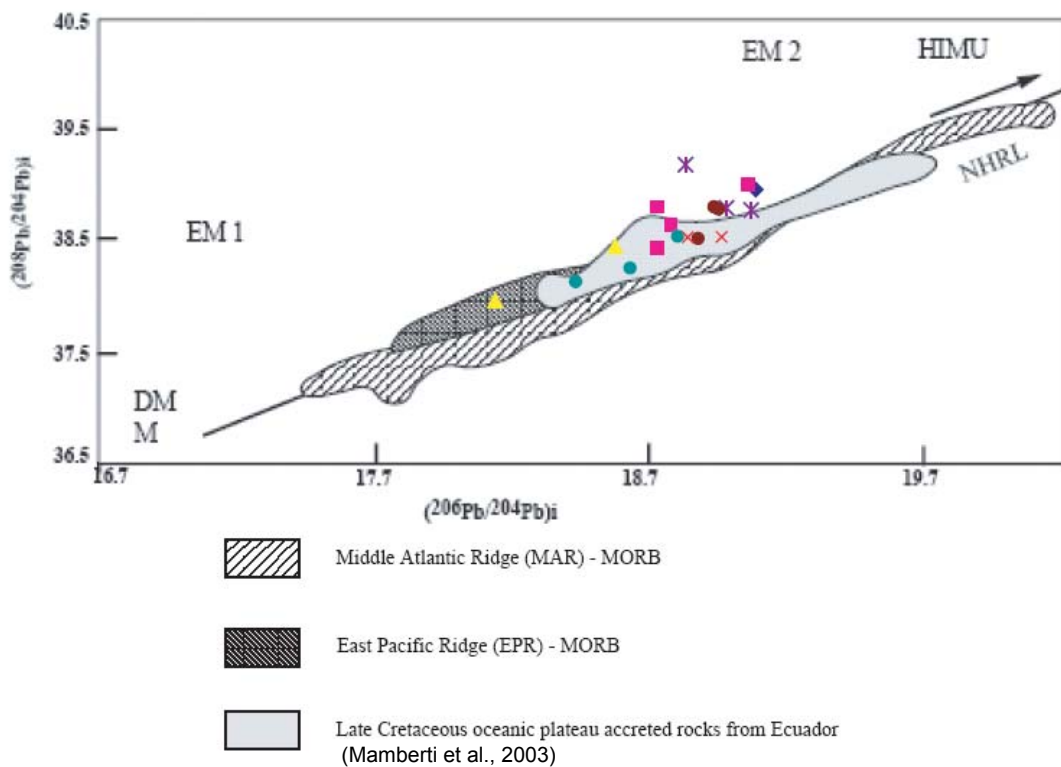 40.5
EM 2
HIMU
39.5
NHRL
(²⁰⁸Pb/²⁰⁴Pb)i
38.5
EM 1
37.5
DM
M
36.5
16.7
17.7
18.7
19.7
(²⁰⁶Pb/²⁰⁴Pb)i
Middle Atlantic Ridge (MAR) - MORB
East Pacific Ridge (EPR) - MORB
Late Cretaceous oceanic plateau accreted rocks from Ecuador
(Mamberti et al., 2003)